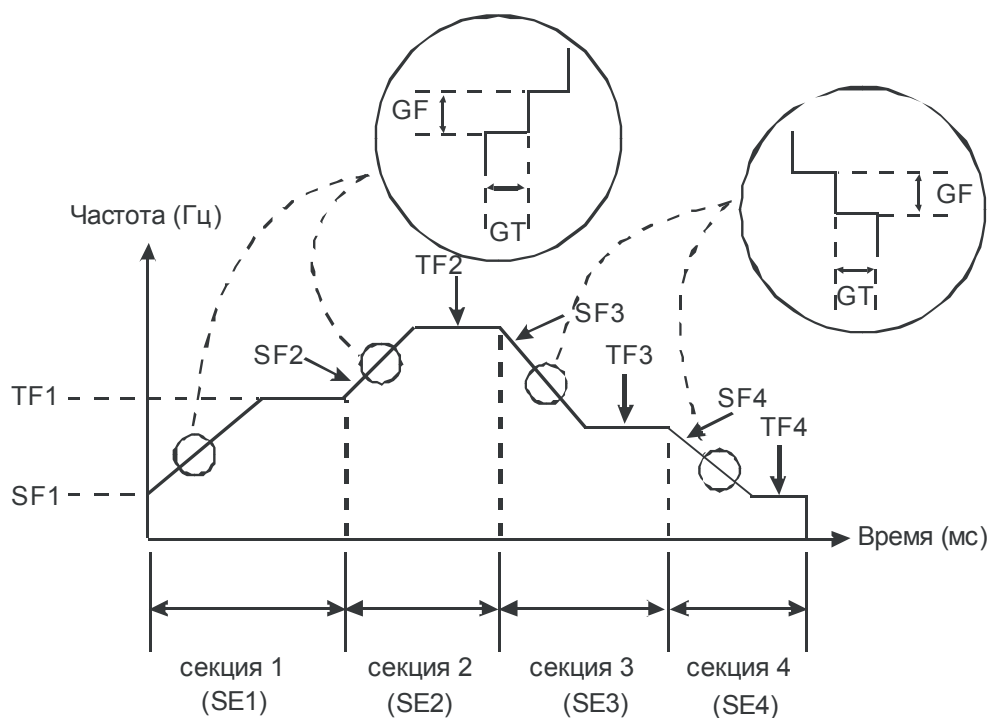 GF
GT
GF
GT
Частота (Гц)
TF2
SF3
SF2
TF3
TF1
SF4
TF4
SF1
Время (мс)
секция 1
(SE1)
секция 2
(SE2)
секция 3
(SE3)
секция 4
(SE4)